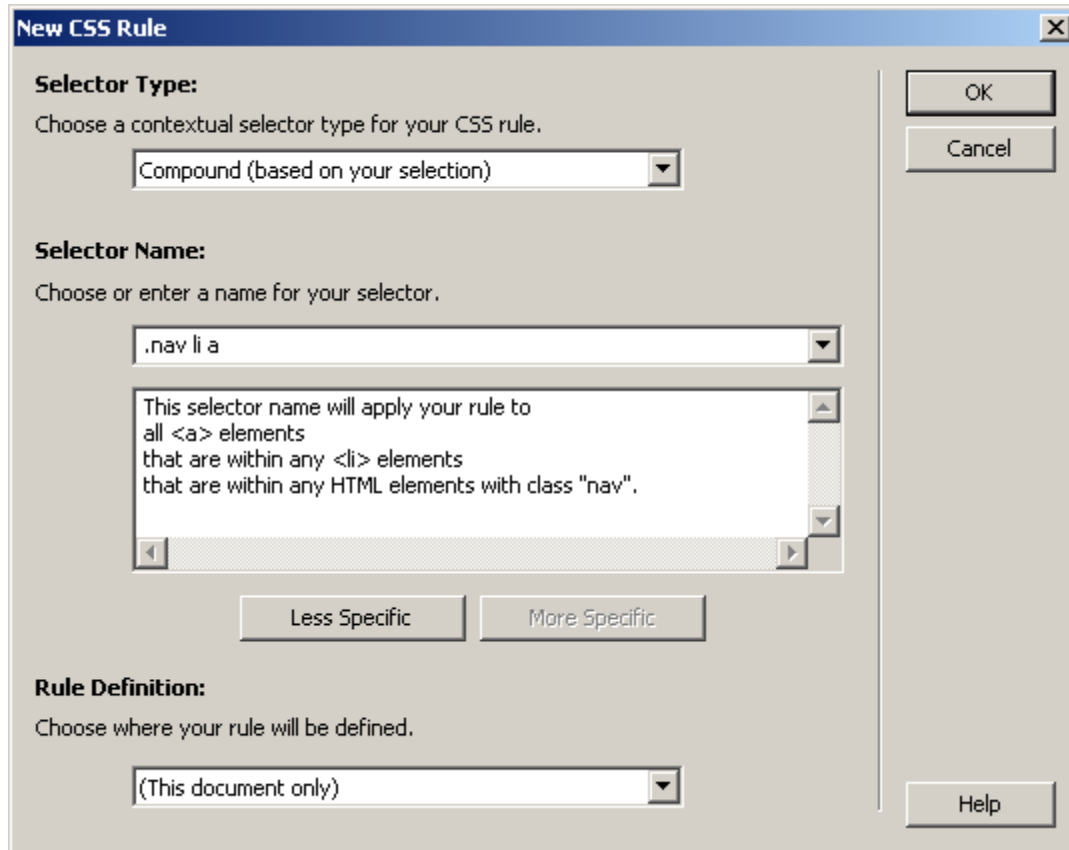 New CSS Rule
Selector Type:
Choose a contextual selector type for your CSS rule.
Compound (based on your selection)
OK
Cancel
Selector Name:
Choose or enter a name for your selector.
.nav li a
This selector name will apply your rule to
all <a> elements
that are within any <li> elements
that are within any HTML elements with class "nav".
Less Specific
More Specific
Rule Definition:
Choose where your rule will be defined.
(This document only)
Help